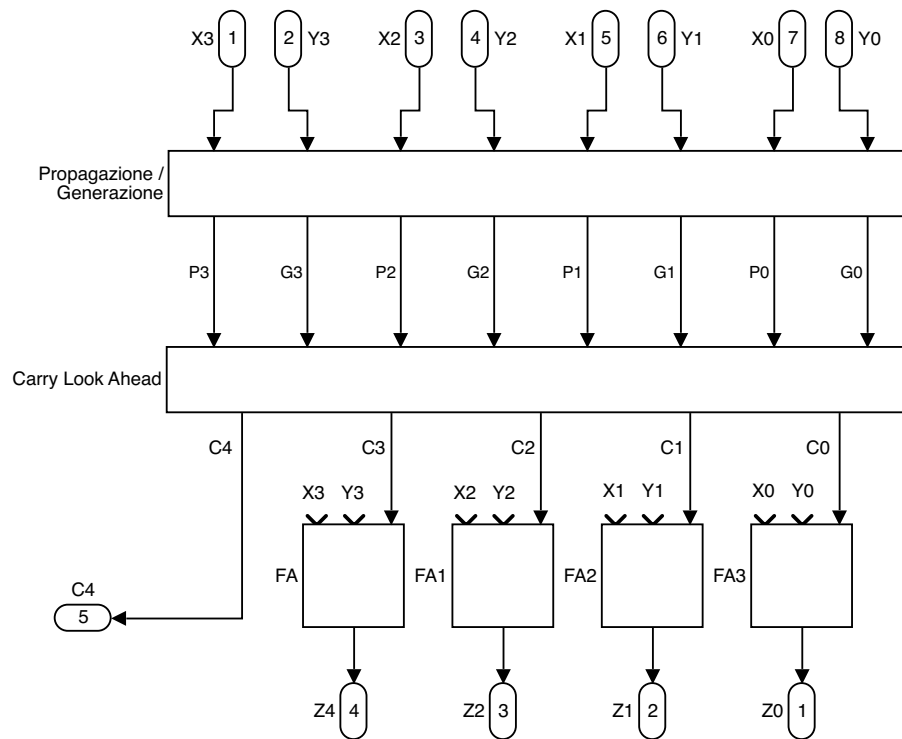 X3 1 2 Y3 X2 3 4 Y2 X1 5 6 Y1 X0 7 8 Y0
Propagazione /
Generazione
P3 G3 P2 G2 P1 G1 P0 G0
Carry Look Ahead
C4 C3 C2 C1 C0
X3 Y3 X2 Y2 X1 Y1 X0 Y0
FA FA1 FA2 FA3
C4
5
Z4 4 Z2 3 Z1 2 Z0 1